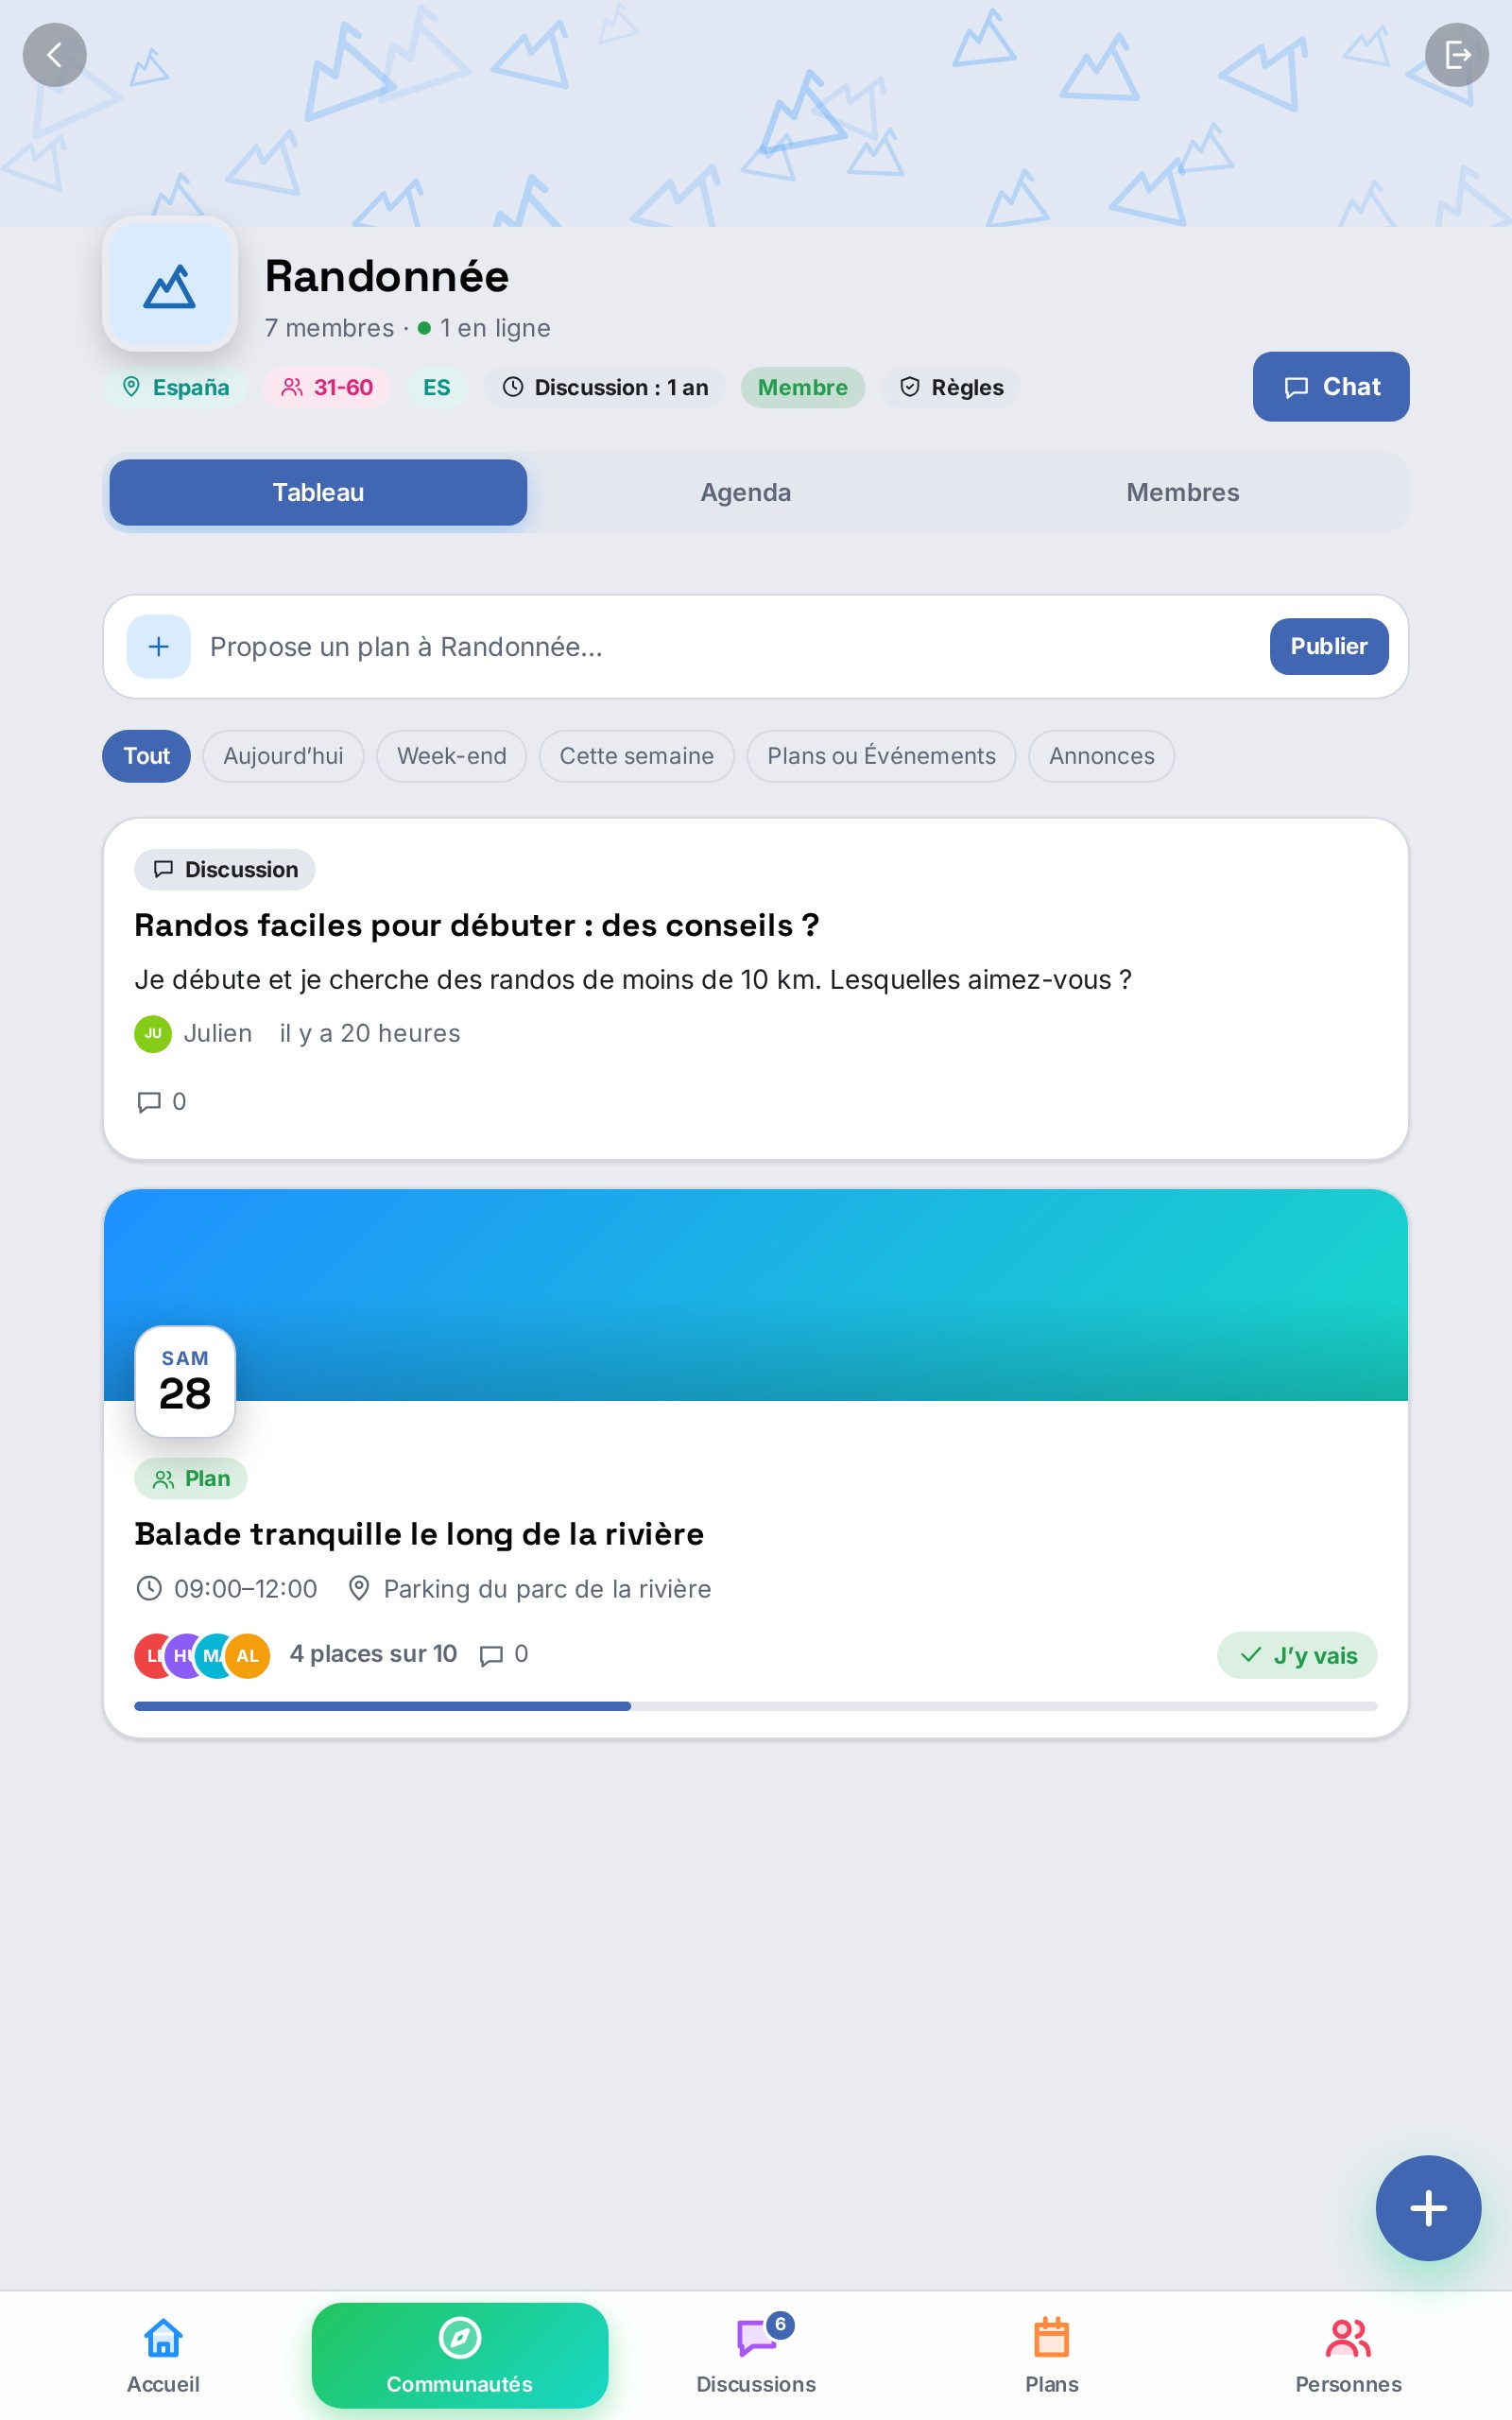 Randonnée
7 membres · 1 en ligne
España 31-60 ES Discussion : 1 an Membre Règles
Chat
Tableau Agenda Membres
Propose un plan à Randonnée... Publier
Tout Aujourd’hui Week-end Cette semaine Plans ou Événements Annonces
Discussion
Randos faciles pour débuter : des conseils ?
Je débute et je cherche des randos de moins de 10 km. Lesquelles aimez-vous ?
JU Julien il y a 20 heures
0
SAM
28
Plan
Balade tranquille le long de la rivière
09:00–12:00 Parking du parc de la rivière
AL 4 places sur 10 0 J’y vais
6
Accueil Communautés Discussions Plans Personnes